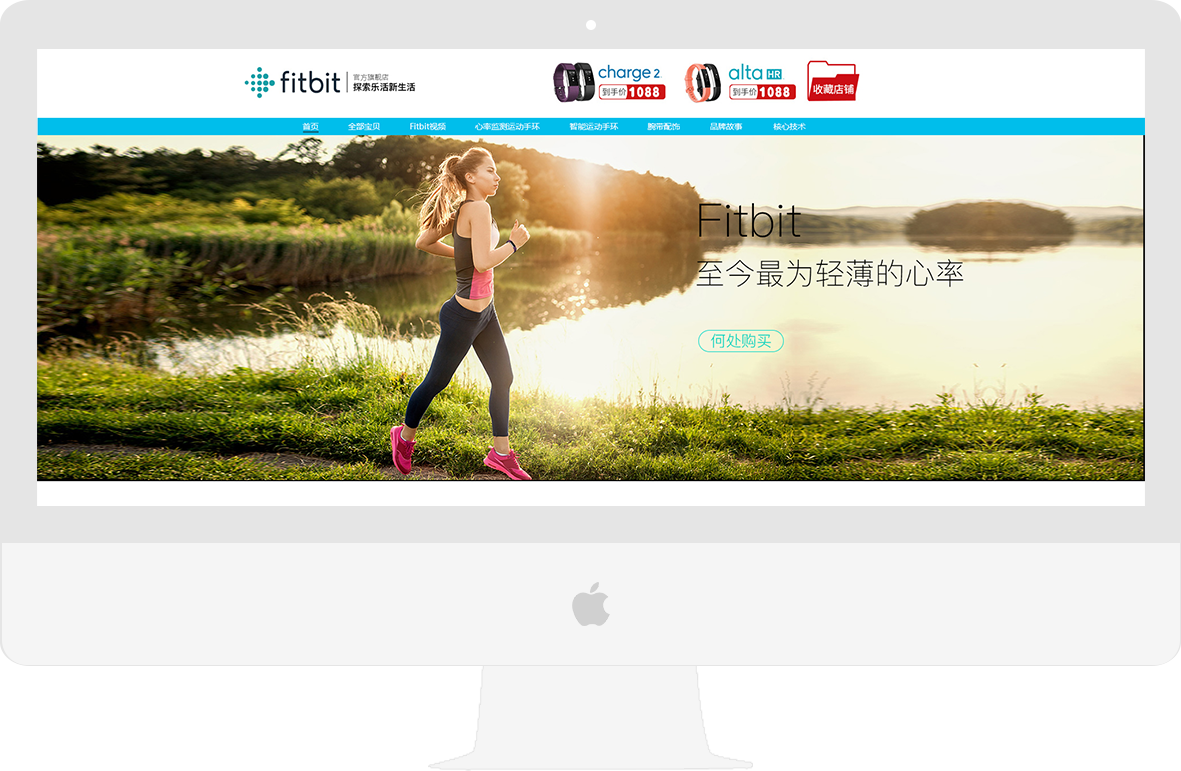 fitbit
官方旗舰店
探索乐活新生活
charge 2
到手价 1088
alta HR
到手价 1088
收藏店铺
首页 全部宝贝 Fitbit视频 心率监测运动手环 智能运动手环 腕带配饰 品牌故事 核心技术
Fitbit
至今最为轻薄的心率
何处购买